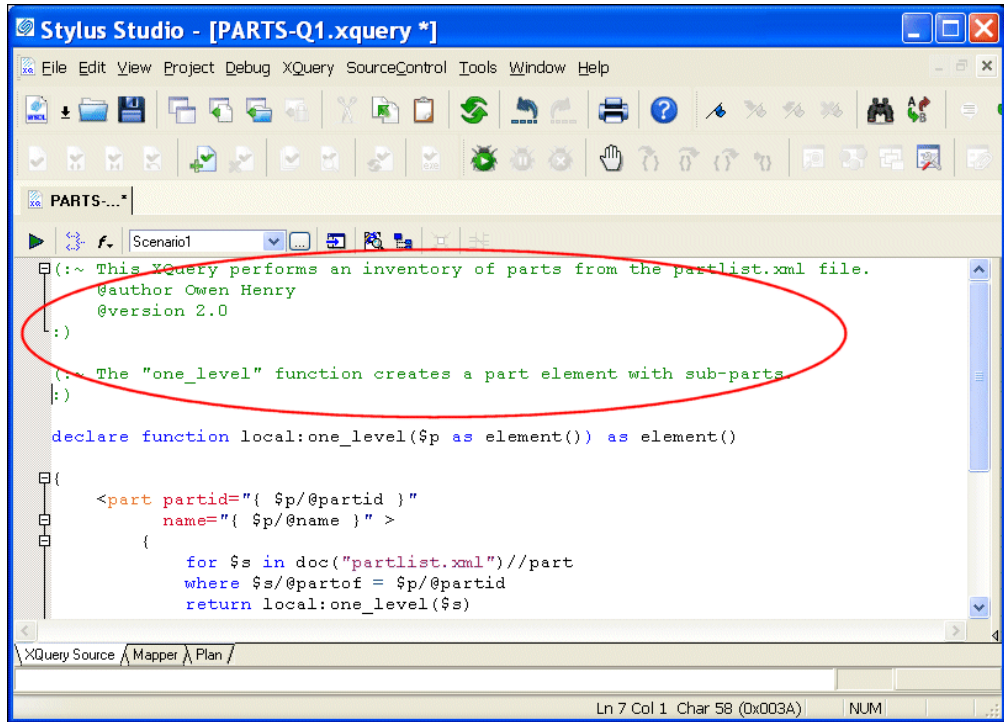 Stylus Studio - [PARTS-Q1.xquery *]
File Edit View Project Debug XQuery SourceControl Tools Window Help
PARTS-...*
Scenario1
(:~ This XQuery performs an inventory of parts from the partlist.xml file.
@author Owen Henry
@version 2.0
:)
(:~ The "one_level" function creates a part element with sub-parts.
:)
declare function local:one_level($p as element()) as element()
{
<part partid="{ $p/@partid }"
name="{ $p/@name }" >
{
for $s in doc("partlist.xml")//part
where $s/@partof = $p/@partid
return local:one_level($s)
XQuery Source Mapper Plan
Ln 7 Col 1 Char 58 (0x003A) NUM